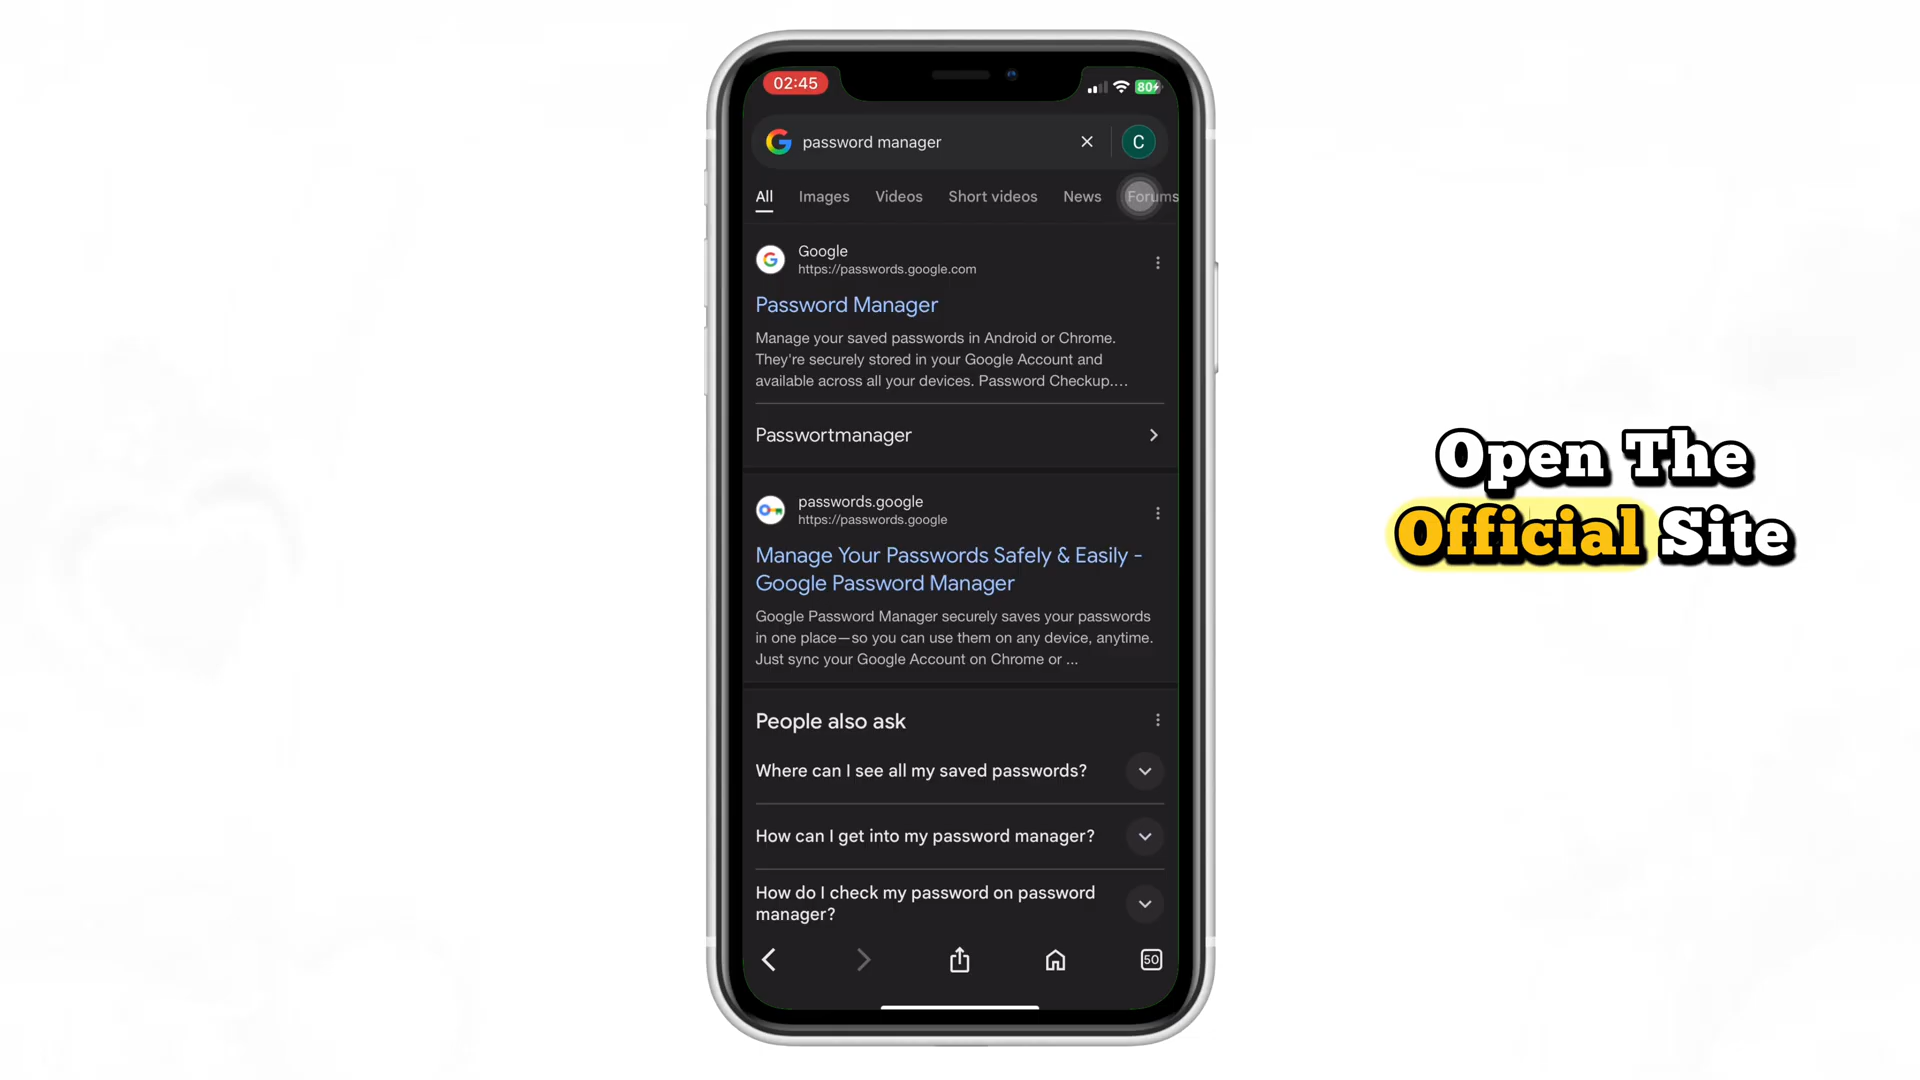 02:45
80
password manager
C
All Images Videos Short videos News Forums
Google
https://passwords.google.com
Password Manager
Manage your saved passwords in Android or Chrome.
They're securely stored in your Google Account and
available across all your devices. Password Checkup....
Passwortmanager
passwords.google
https://passwords.google
Manage Your Passwords Safely & Easily -
Google Password Manager
Google Password Manager securely saves your passwords
in one place—so you can use them on any device, anytime.
Just sync your Google Account on Chrome or ...
People also ask
Where can I see all my saved passwords?
How can I get into my password manager?
How do I check my password on password
manager?
50
Open The
Official Site